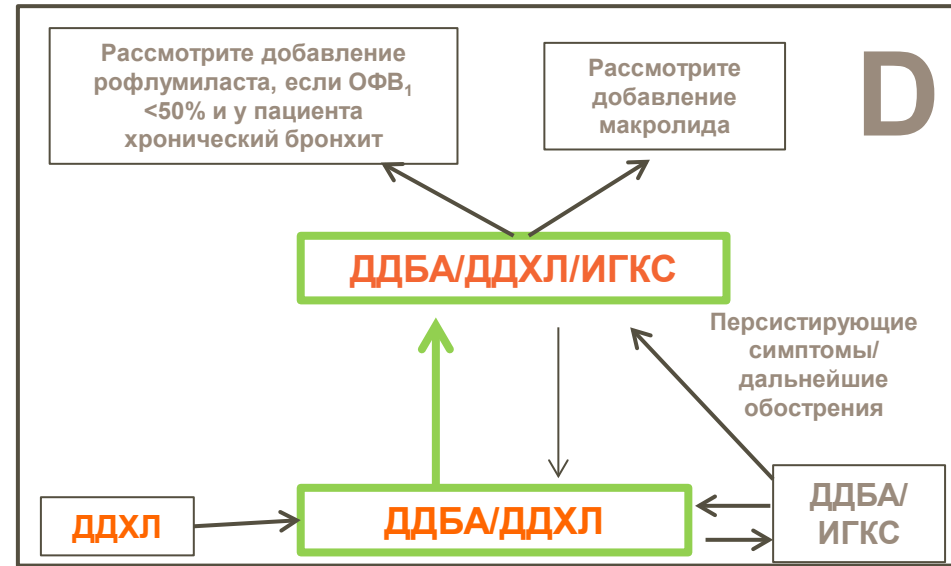 Рассмотрите добавление
рофлумиласта, если ОФВ₁
<50% и у пациента
хронический бронхит
Рассмотрите
добавление
макролида
D
ДДБА/ДДХЛ/ИГКС
Персистирующие
симптомы/
дальнейшие
обострения
ДДХЛ
ДДБА/ДДХЛ
ДДБА/
ИГКС